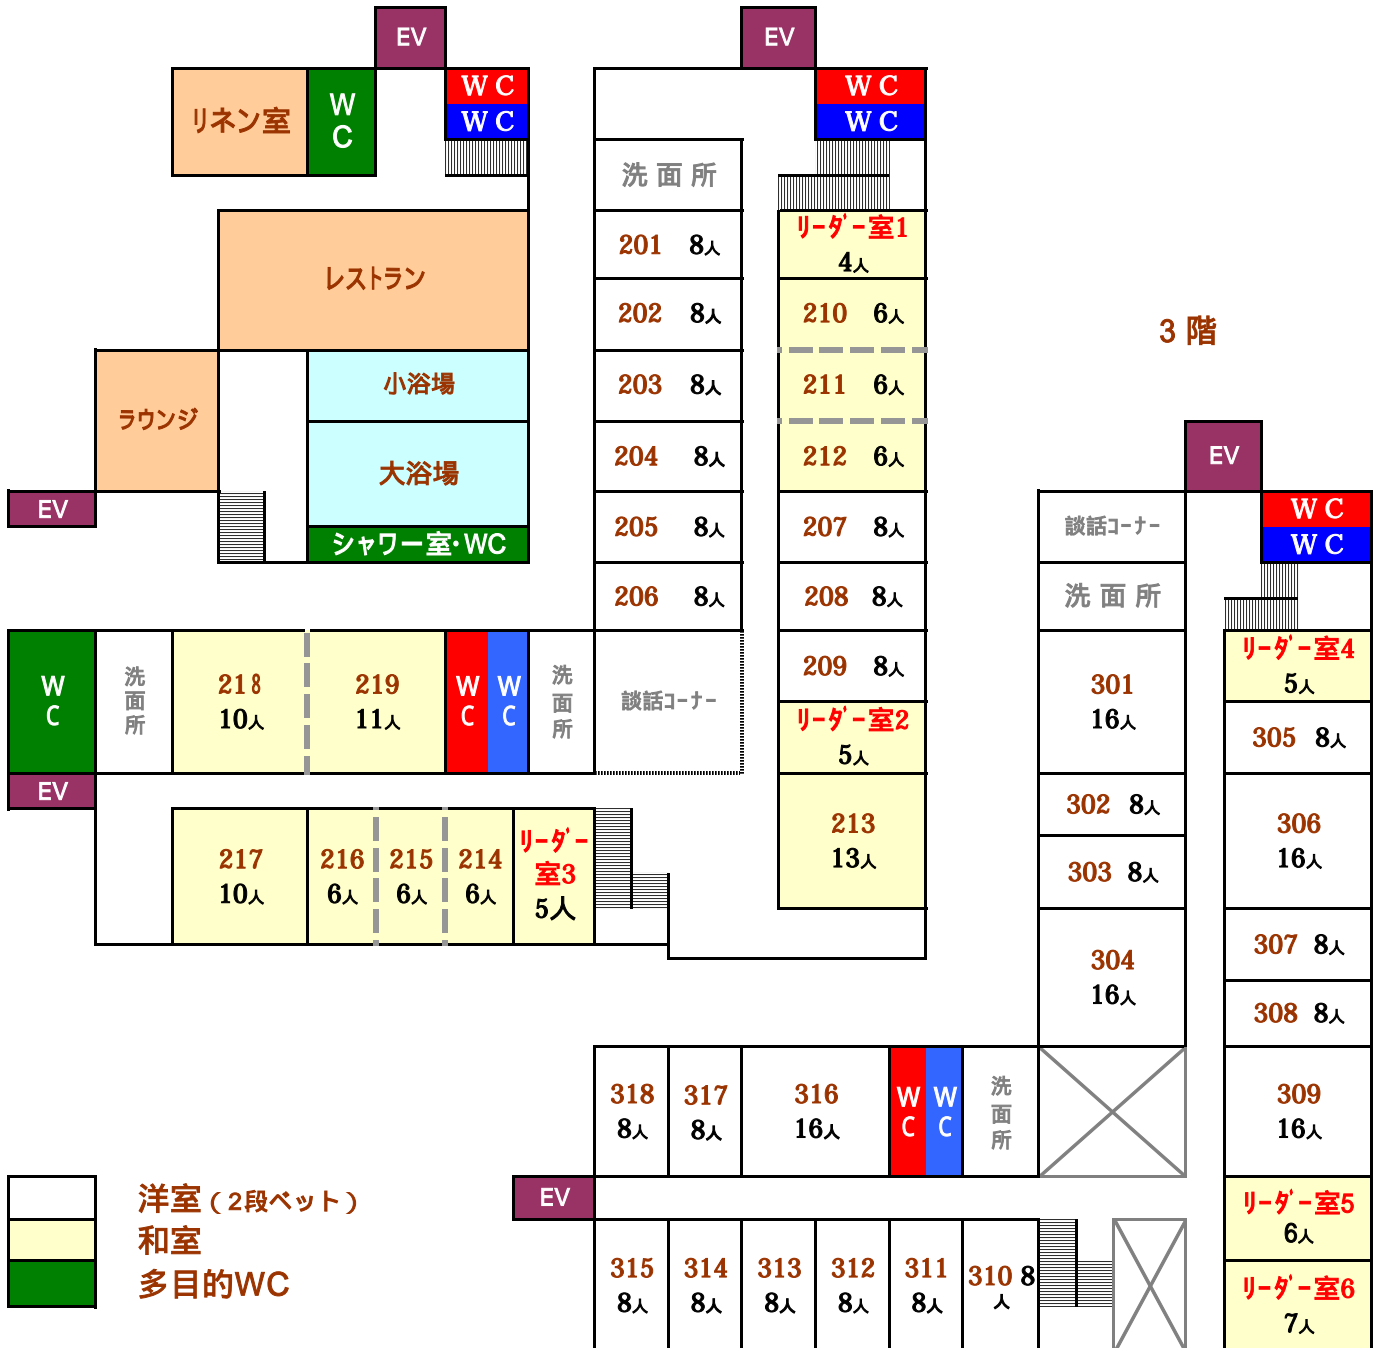 EV
リネン室
W
C
W C
W C
レストラン
小浴場
ラウンジ
大浴場
EV
シャワー室・WC
EV
W C
W C
洗 面 所
201 8人
202 8人
203 8人
204 8人
205 8人
206 8人
ﾘｰﾀﾞｰ室1
4人
210 6人
211 6人
212 6人
207 8人
208 8人
209 8人
ﾘｰﾀﾞｰ室2
5人
213
13人
W
C
洗
面
所
218
10人
219
11人
W
C
W
C
洗
面
所
談話ｺｰﾅｰ
EV
217
10人
216
6人
215
6人
214
6人
ﾘｰﾀﾞｰ
室3
5人
3 階
EV
W C
W C
談話ｺｰﾅｰ
洗 面 所
301
16人
302 8人
303 8人
304
16人
ﾘｰﾀﾞｰ室4
5人
305 8人
306
16人
307 8人
308 8人
309
16人
ﾘｰﾀﾞｰ室5
6人
ﾘｰﾀﾞｰ室6
7人
318
8人
317
8人
316
16人
W
C
W
C
洗
面
所
EV
315
8人
314
8人
313
8人
312
8人
311
8人
310 8
人
洋室（2段ベット）
和室
多目的WC